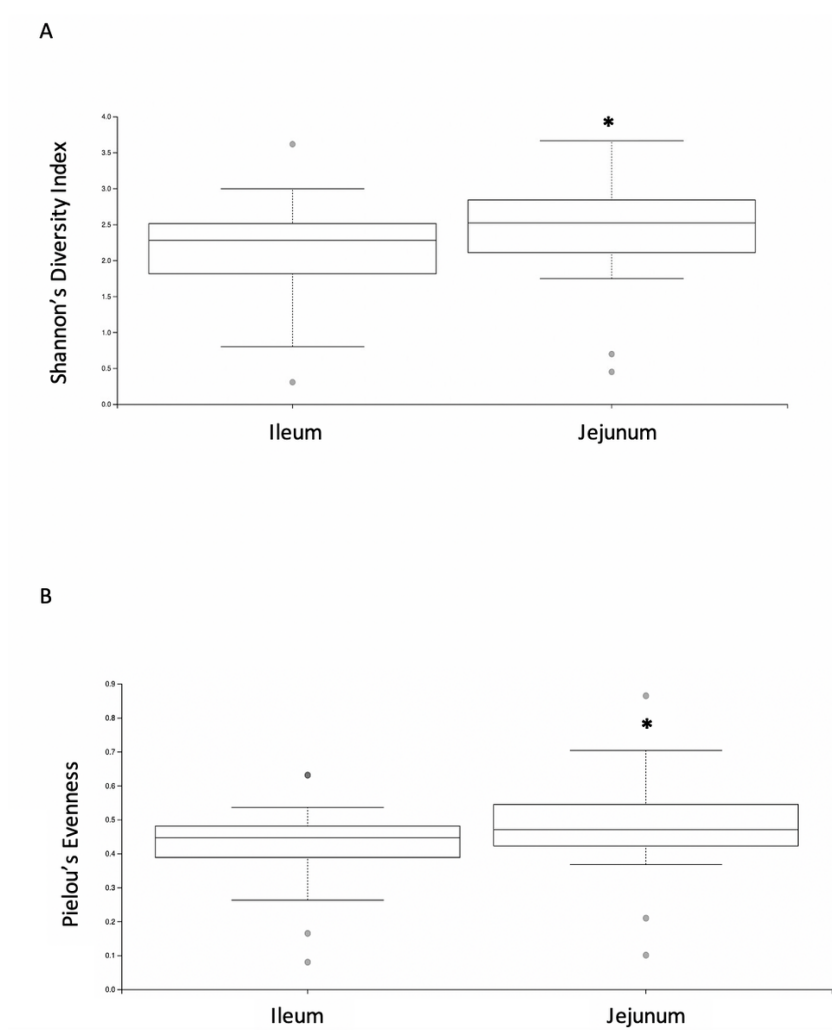 A
Shannon’s Diversity Index
4.0
3.5
3.0
2.5
2.0
1.5
1.0
0.5
0.0
*
Ileum
Jejunum
B
Pielou’s Evenness
0.9
0.8
0.7
0.6
0.5
0.4
0.3
0.2
0.1
0.0
*
Ileum
Jejunum